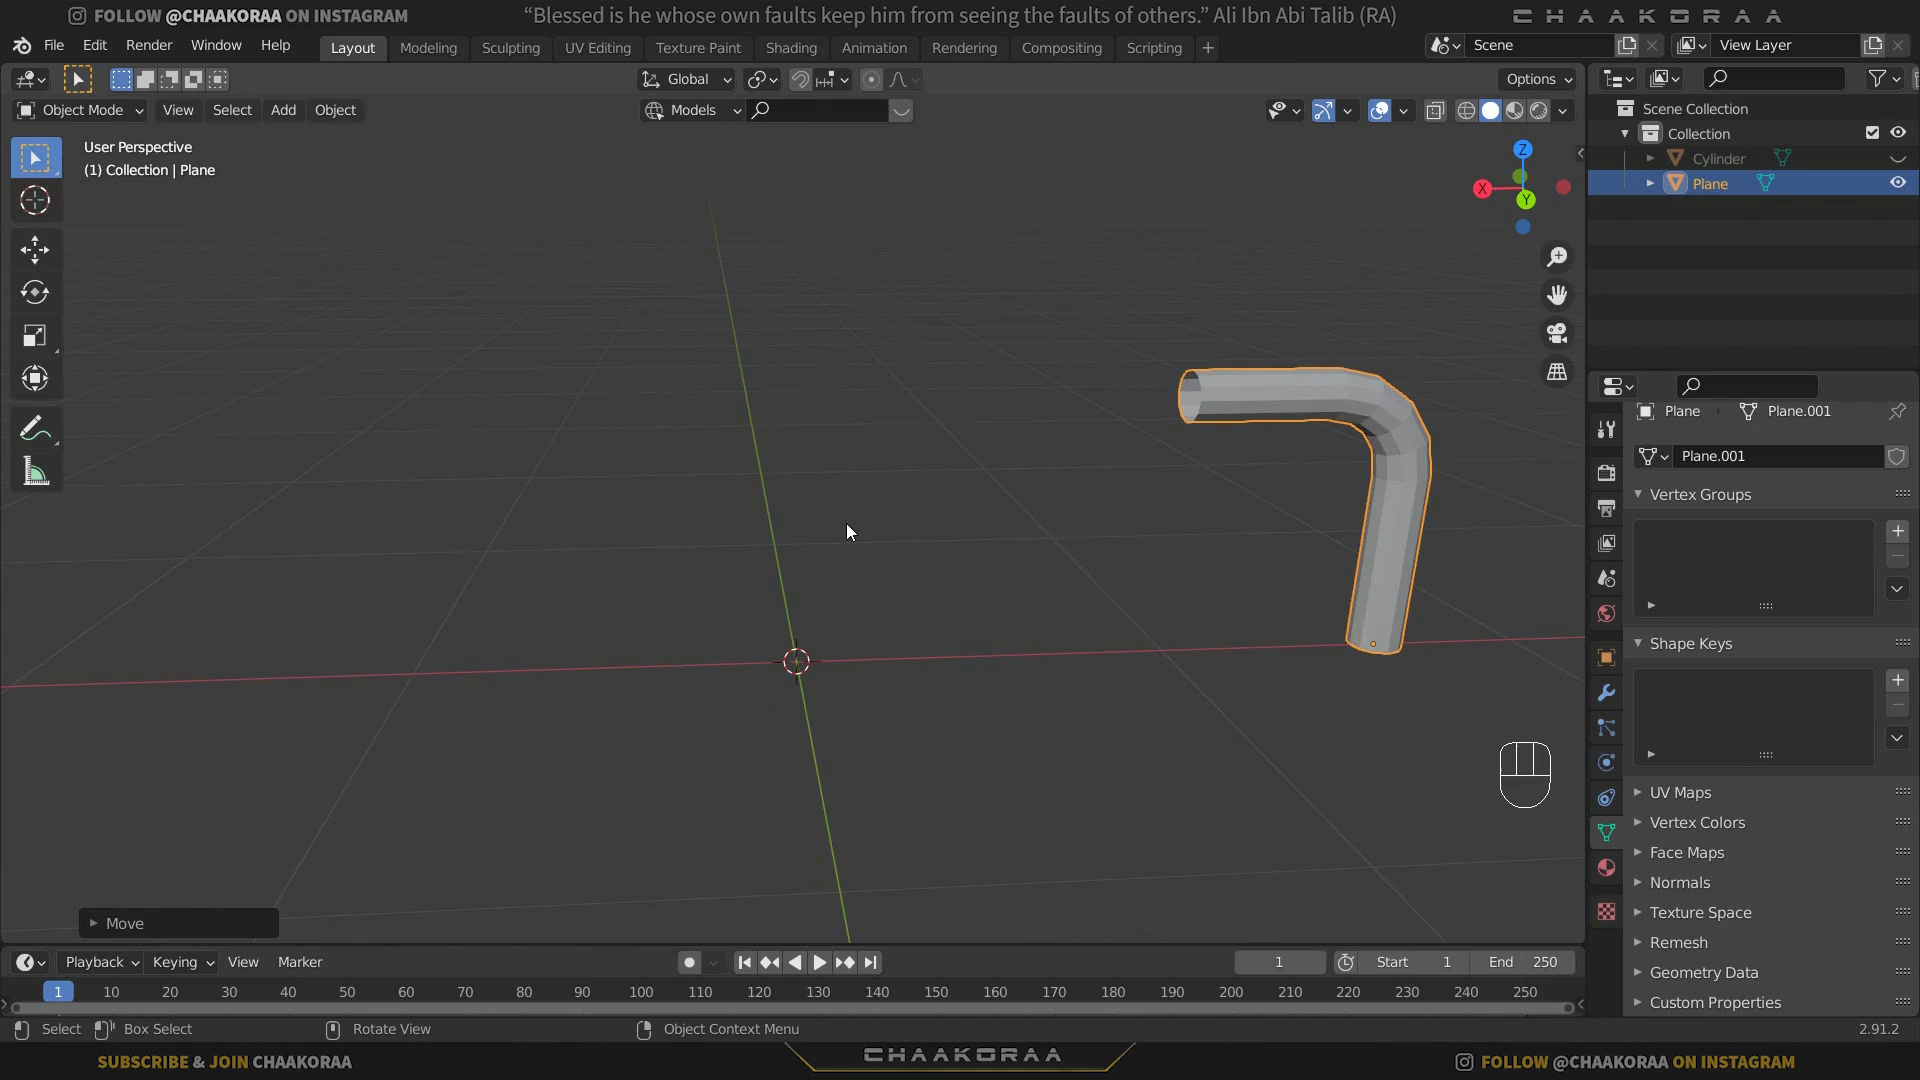 FOLLOW @CHAAKORAA ON INSTAGRAM
“Blessed is he whose own faults keep him from seeing the faults of others.” Ali Ibn Abi Talib (RA)
CHAAKORAA
File Edit Render Window Help
Layout Modeling Sculpting UV Editing Texture Paint Shading Animation Rendering Compositing Scripting +
Scene
View Layer
Global
Options
Object Mode View Select Add Object
Models
User Perspective
(1) Collection | Plane
Z
X
Y
Scene Collection
Collection
Cylinder
Plane
Plane
Plane.001
Plane.001
Vertex Groups
Shape Keys
UV Maps
Vertex Colors
Face Maps
Normals
Texture Space
Remesh
Geometry Data
Custom Properties
Move
Playback Keying View Marker
1
Start 1
End 250
1 10 20 30 40 50 60 70 80 90 100 110 120 130 140 150 160 170 180 190 200 210 220 230 240 250
Select Box Select Rotate View Object Context Menu
2.91.2
SUBSCRIBE & JOIN CHAAKORAA
CHAAKORAA
FOLLOW @CHAAKORAA ON INSTAGRAM